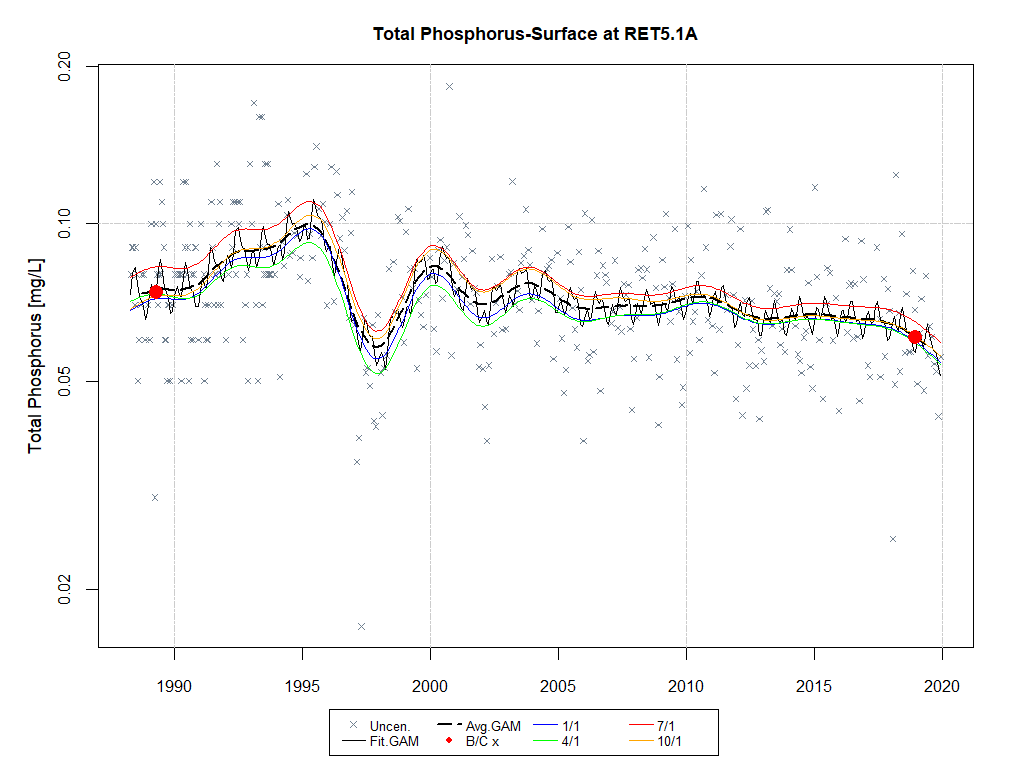 Total Phosphorus-Surface at RET5.1A
Total Phosphorus [mg/L]
0.20
0.10
0.05
0.02
1990 1995 2000 2005 2010 2015 2020
Uncen. Avg.GAM 1/1 7/1
Fit.GAM B/C x 4/1 10/1